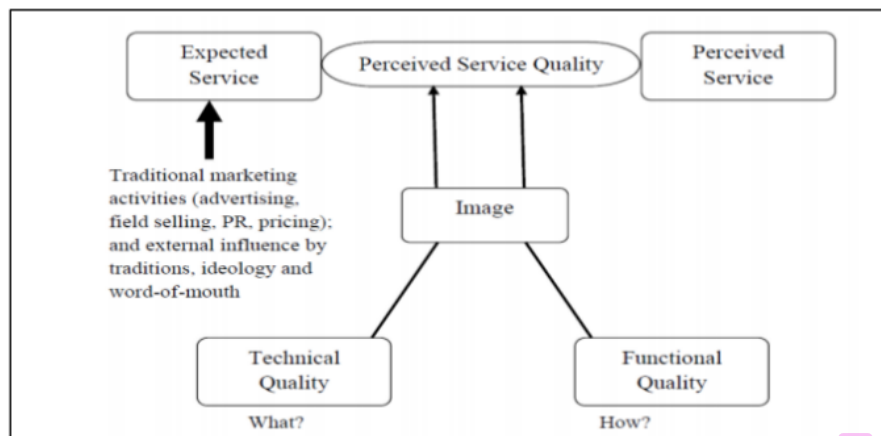 Expected
Service
Perceived Service Quality
Perceived
Service
Traditional marketing
activities (advertising,
field selling, PR, pricing);
and external influence by
traditions, ideology and
word-of-mouth
Image
Technical
Quality
Functional
Quality
What?
How?